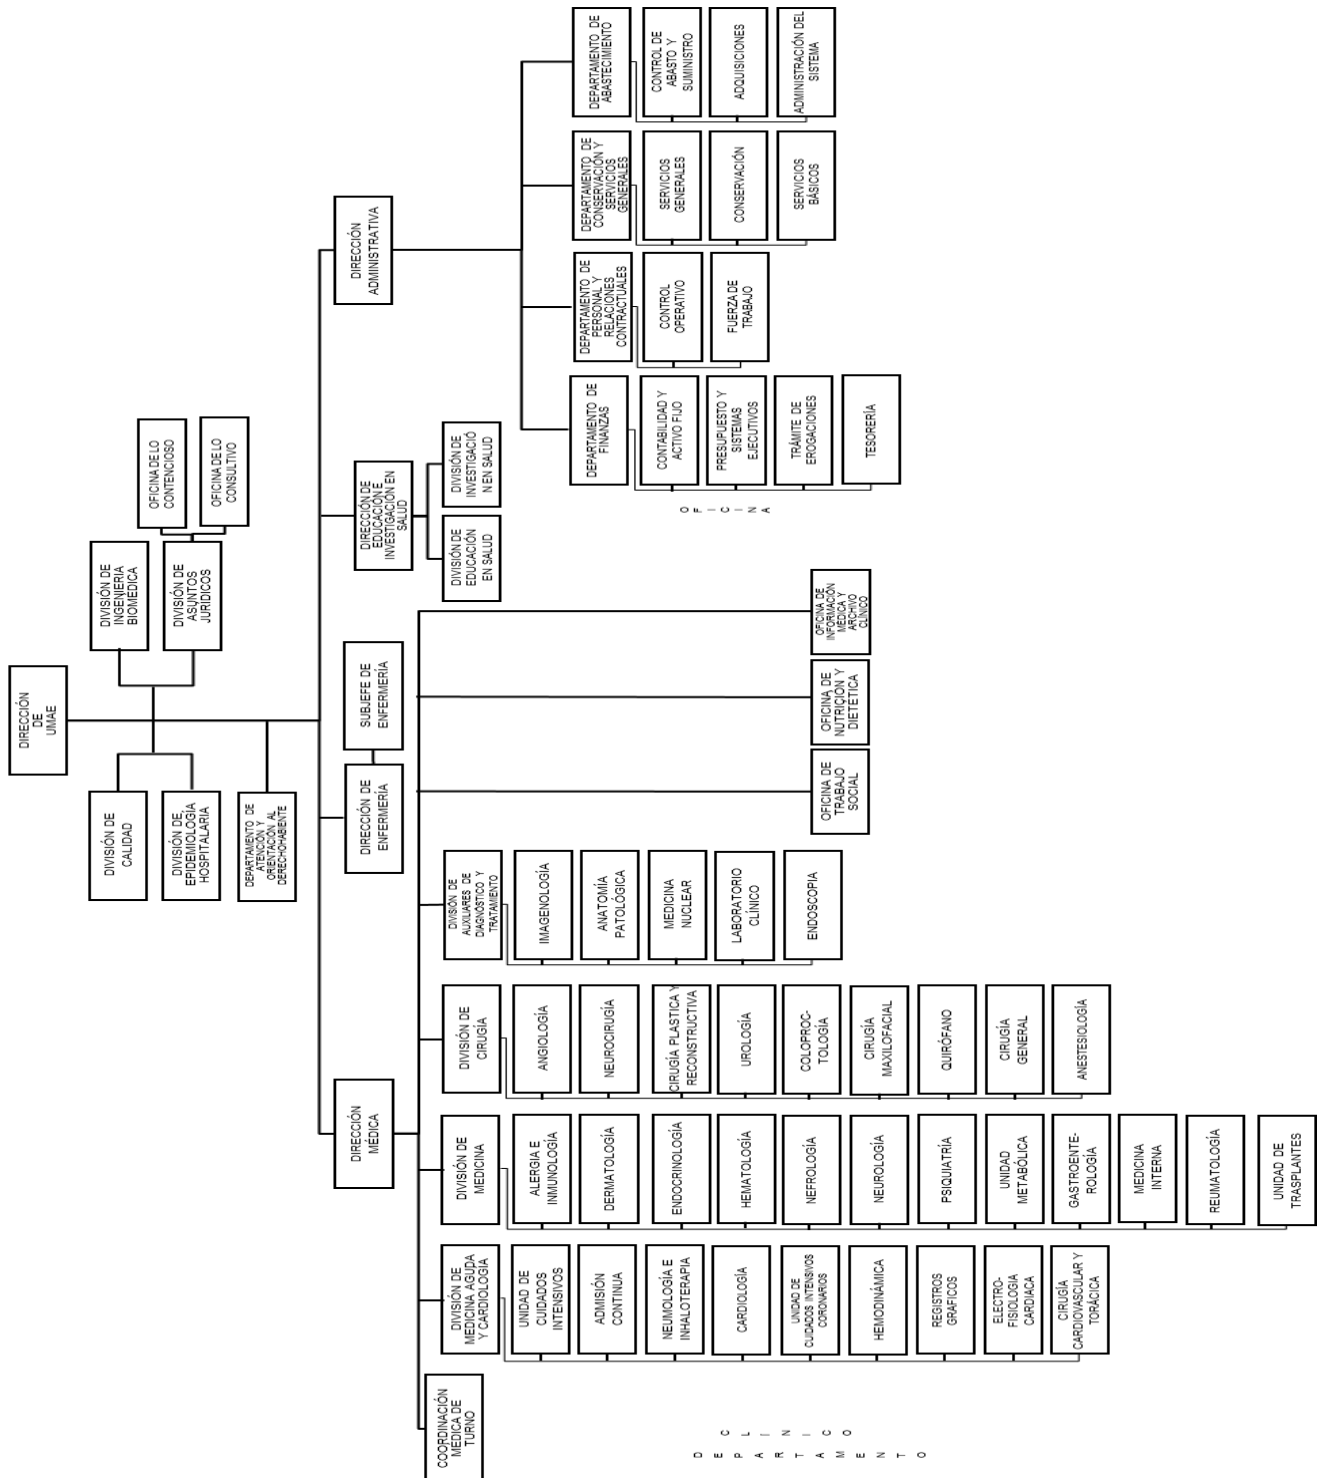 DIRECCIÓN
DE
UMAE
DIVISIÓN DE
CALIDAD
DIVISIÓN DE
EPIDEMIOLOGÍA
HOSPITALARIA
DEPARTAMENTO DE
ATENCIÓN Y
ORIENTACIÓN AL
DERECHOHABIENTE
DIVISIÓN DE
INGENIERIA
BIOMEDICA
DIVISIÓN DE
ASUNTOS
JURIDICOS
OFICINA DE LO
CONTENCIOSO
OFICINA DE LO
CONSULTIVO
DIRECCIÓN
MÉDICA
DIRECCIÓN DE
ENFERMERÍA
SUBJEFE DE
ENFERMERÍA
DIRECCIÓN DE
EDUCACIÓN E
INVESTIGACIÓN EN
SALUD
DIRECCIÓN
ADMINISTRATIVA
DIVISIÓN DE
EDUCACIÓN
EN SALUD
DIVISIÓN DE
INVESTIGACIÓ
N EN SALUD
COORDINACIÓN
MÉDICA DE
TURNO
DIVISIÓN DE
MEDICINA AGUDA
Y CARDIOLOGÍA
UNIDAD DE
CUIDADOS
INTENSIVOS
ADMISIÓN
CONTINUA
NEUMOLOGÍA E
INHALOTERAPIA
CARDIOLOGÍA
UNIDAD DE
CUIDADOS INTENSIVOS
CORONARIOS
HEMODINÁMICA
REGISTROS
GRAFICOS
ELECTRO-
FISIOLOGIA
CARDIACA
CIRUGÍA
CARDIOVASCULAR Y
TORÁCICA
DIVISIÓN DE
MEDICINA
ALERGIA E
INMUNOLOGÍA
DERMATOLOGÍA
ENDOCRINOLOGÍA
HEMATOLOGÍA
NEFROLOGÍA
NEUROLOGÍA
PSIQUIATRÍA
UNIDAD
METABÓLICA
GASTROENTE-
ROLOGÍA
MEDICINA
INTERNA
REUMATOLOGÍA
UNIDAD DE
TRASPLANTES
DIVISIÓN DE
CIRUGÍA
ANGIOLOGÍA
NEUROCIRUGÍA
CIRUGÍA PLASTICA Y
RECONSTRUCTIVA
UROLOGÍA
COLOPROC-
TOLOGÍA
CIRUGÍA
MAXILOFACIAL
QUIRÓFANO
CIRUGÍA
GENERAL
ANESTESIOLOGÍA
DIVISIÓN DE
AUXILIARES DE
DIAGNÓSTICO Y
TRATAMIENTO
IMAGENOLOGÍA
ANATOMÍA
PATOLÓGICA
MEDICINA
NUCLEAR
LABORATORIO
CLÍNICO
ENDOSCOPIA
OFICINA DE
TRABAJO
SOCIAL
OFICINA DE
NUTRICIÓN Y
DIETÉTICA
OFICINA DE
INFORMACIÓN
MÉDICA Y
ARCHIVO
CLÍNICO
DEPARTAMENTO DE
FINANZAS
CONTABILIDAD Y
ACTIVO FIJO
PRESUPUESTO Y
SISTEMAS
EJECUTIVOS
TRÁMITE DE
EROGACIONES
TESORERÍA
DEPARTAMENTO DE
PERSONAL Y
RELACIONES
CONTRACTUALES
CONTROL
OPERATIVO
FUERZA DE
TRABAJO
DEPARTAMENTO DE
CONSERVACIÓN Y
SERVICIOS
GENERALES
SERVICIOS
GENERALES
CONSERVACIÓN
SERVICIOS
BÁSICOS
DEPARTAMENTO DE
ABASTECIMIENTO
CONTROL DE
ABASTO Y
SUMINISTRO
ADQUISICIONES
ADMINISTRACIÓN DEL
SISTEMA
DEPARTAMENTO
CLINICO
OFICINA